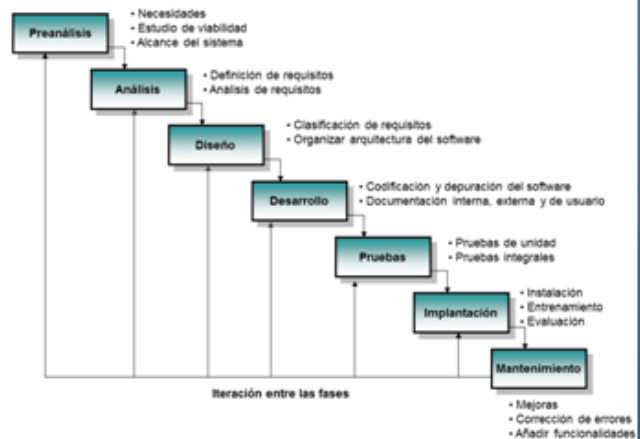 Preanálisis
• Necesidades
• Estudio de viabilidad
• Alcance del sistema
Análisis
• Definición de requisitos
• Análisis de requisitos
Diseño
• Clasificación de requisitos
• Organizar arquitectura del software
Desarrollo
• Codificación y depuración del software
• Documentación interna, externa y de usuario
Pruebas
• Pruebas de unidad
• Pruebas integrales
Implantación
• Instalación
• Entrenamiento
• Evaluación
Mantenimiento
• Mejoras
• Corrección de errores
• Añadir funcionalidades
Iteración entre las fases